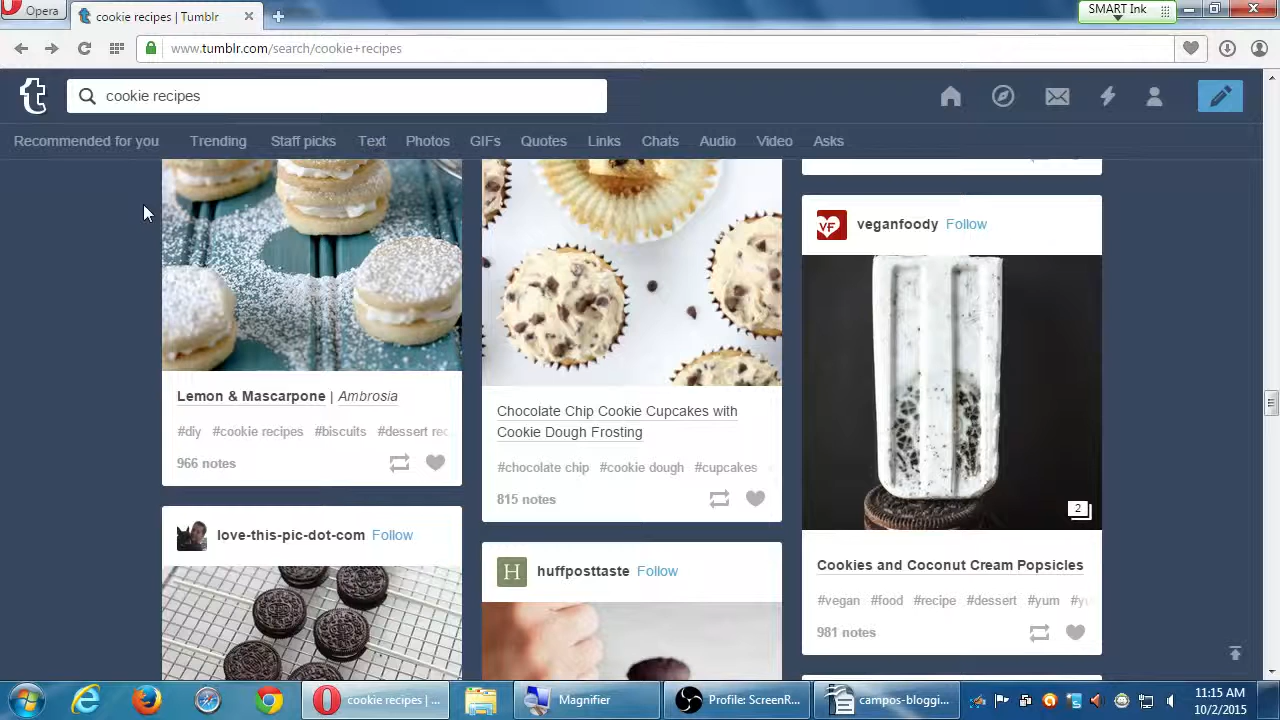 Opera
cookie recipes | Tumblr
SMART Ink
www.tumblr.com/search/cookie+recipes
t
cookie recipes
Recommended for you Trending Staff picks Text Photos GIFs Quotes Links Chats Audio Video Asks
Lemon & Mascarpone | Ambrosia
#diy #cookie recipes #biscuits #dessert rec
966 notes
love-this-pic-dot-com Follow
Chocolate Chip Cookie Cupcakes with
Cookie Dough Frosting
#chocolate chip #cookie dough #cupcakes
815 notes
H huffposttaste Follow
VF veganfoody Follow
2
Cookies and Coconut Cream Popsicles
#vegan #food #recipe #dessert #yum #yu
981 notes
cookie recipes | ...
Magnifier
Profile: ScreenR...
campos-bloggi...
11:15 AM
10/2/2015